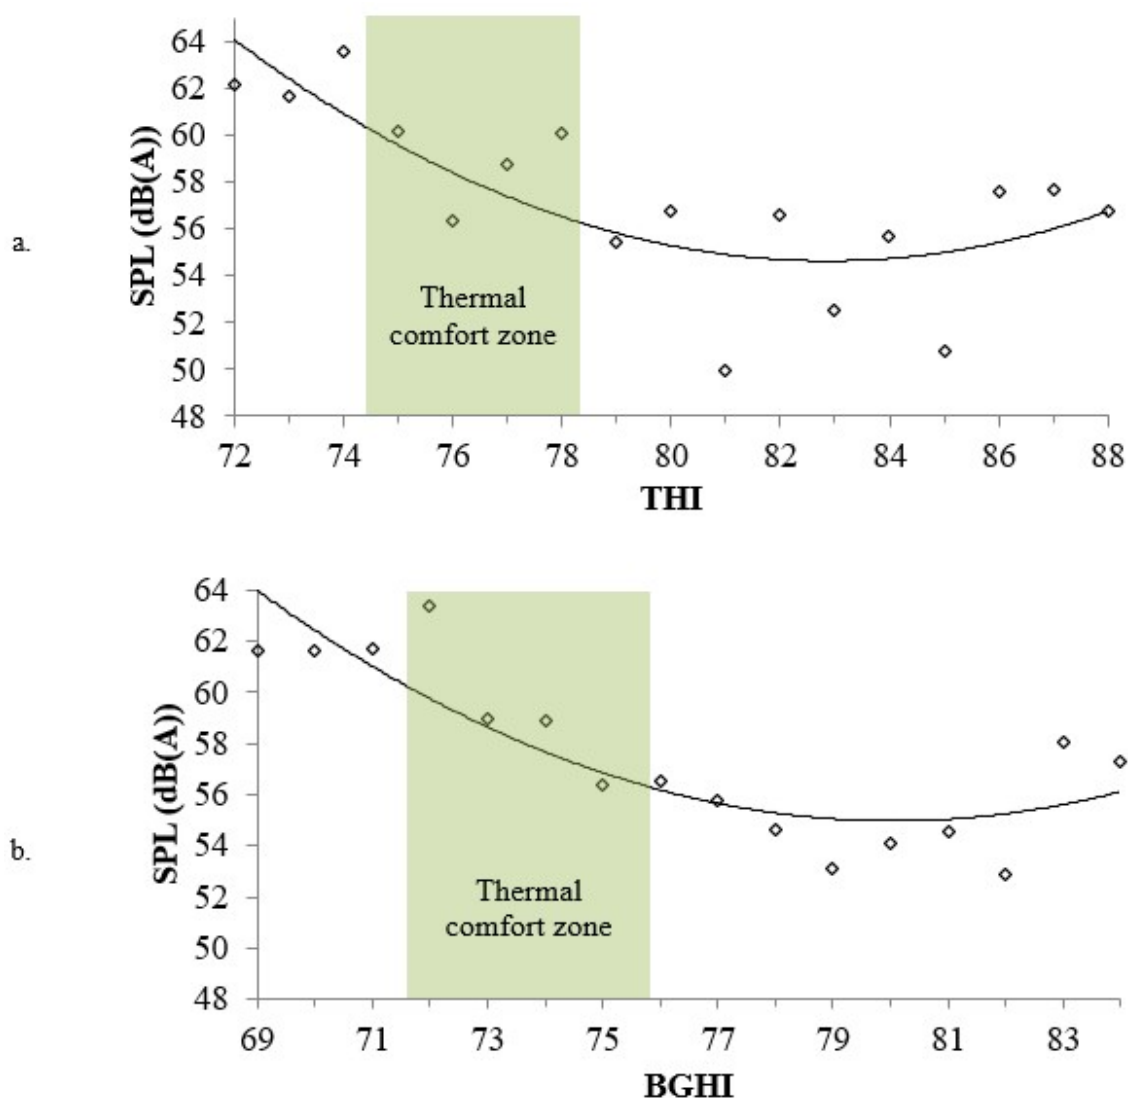 a.
SPL (dB(A))
64
62
60
58
56
54
52
50
48
Thermal
comfort zone
72 74 76 78 80 82 84 86 88
THI
b.
SPL (dB(A))
64
62
60
58
56
54
52
50
48
Thermal
comfort zone
69 71 73 75 77 79 81 83
BGHI